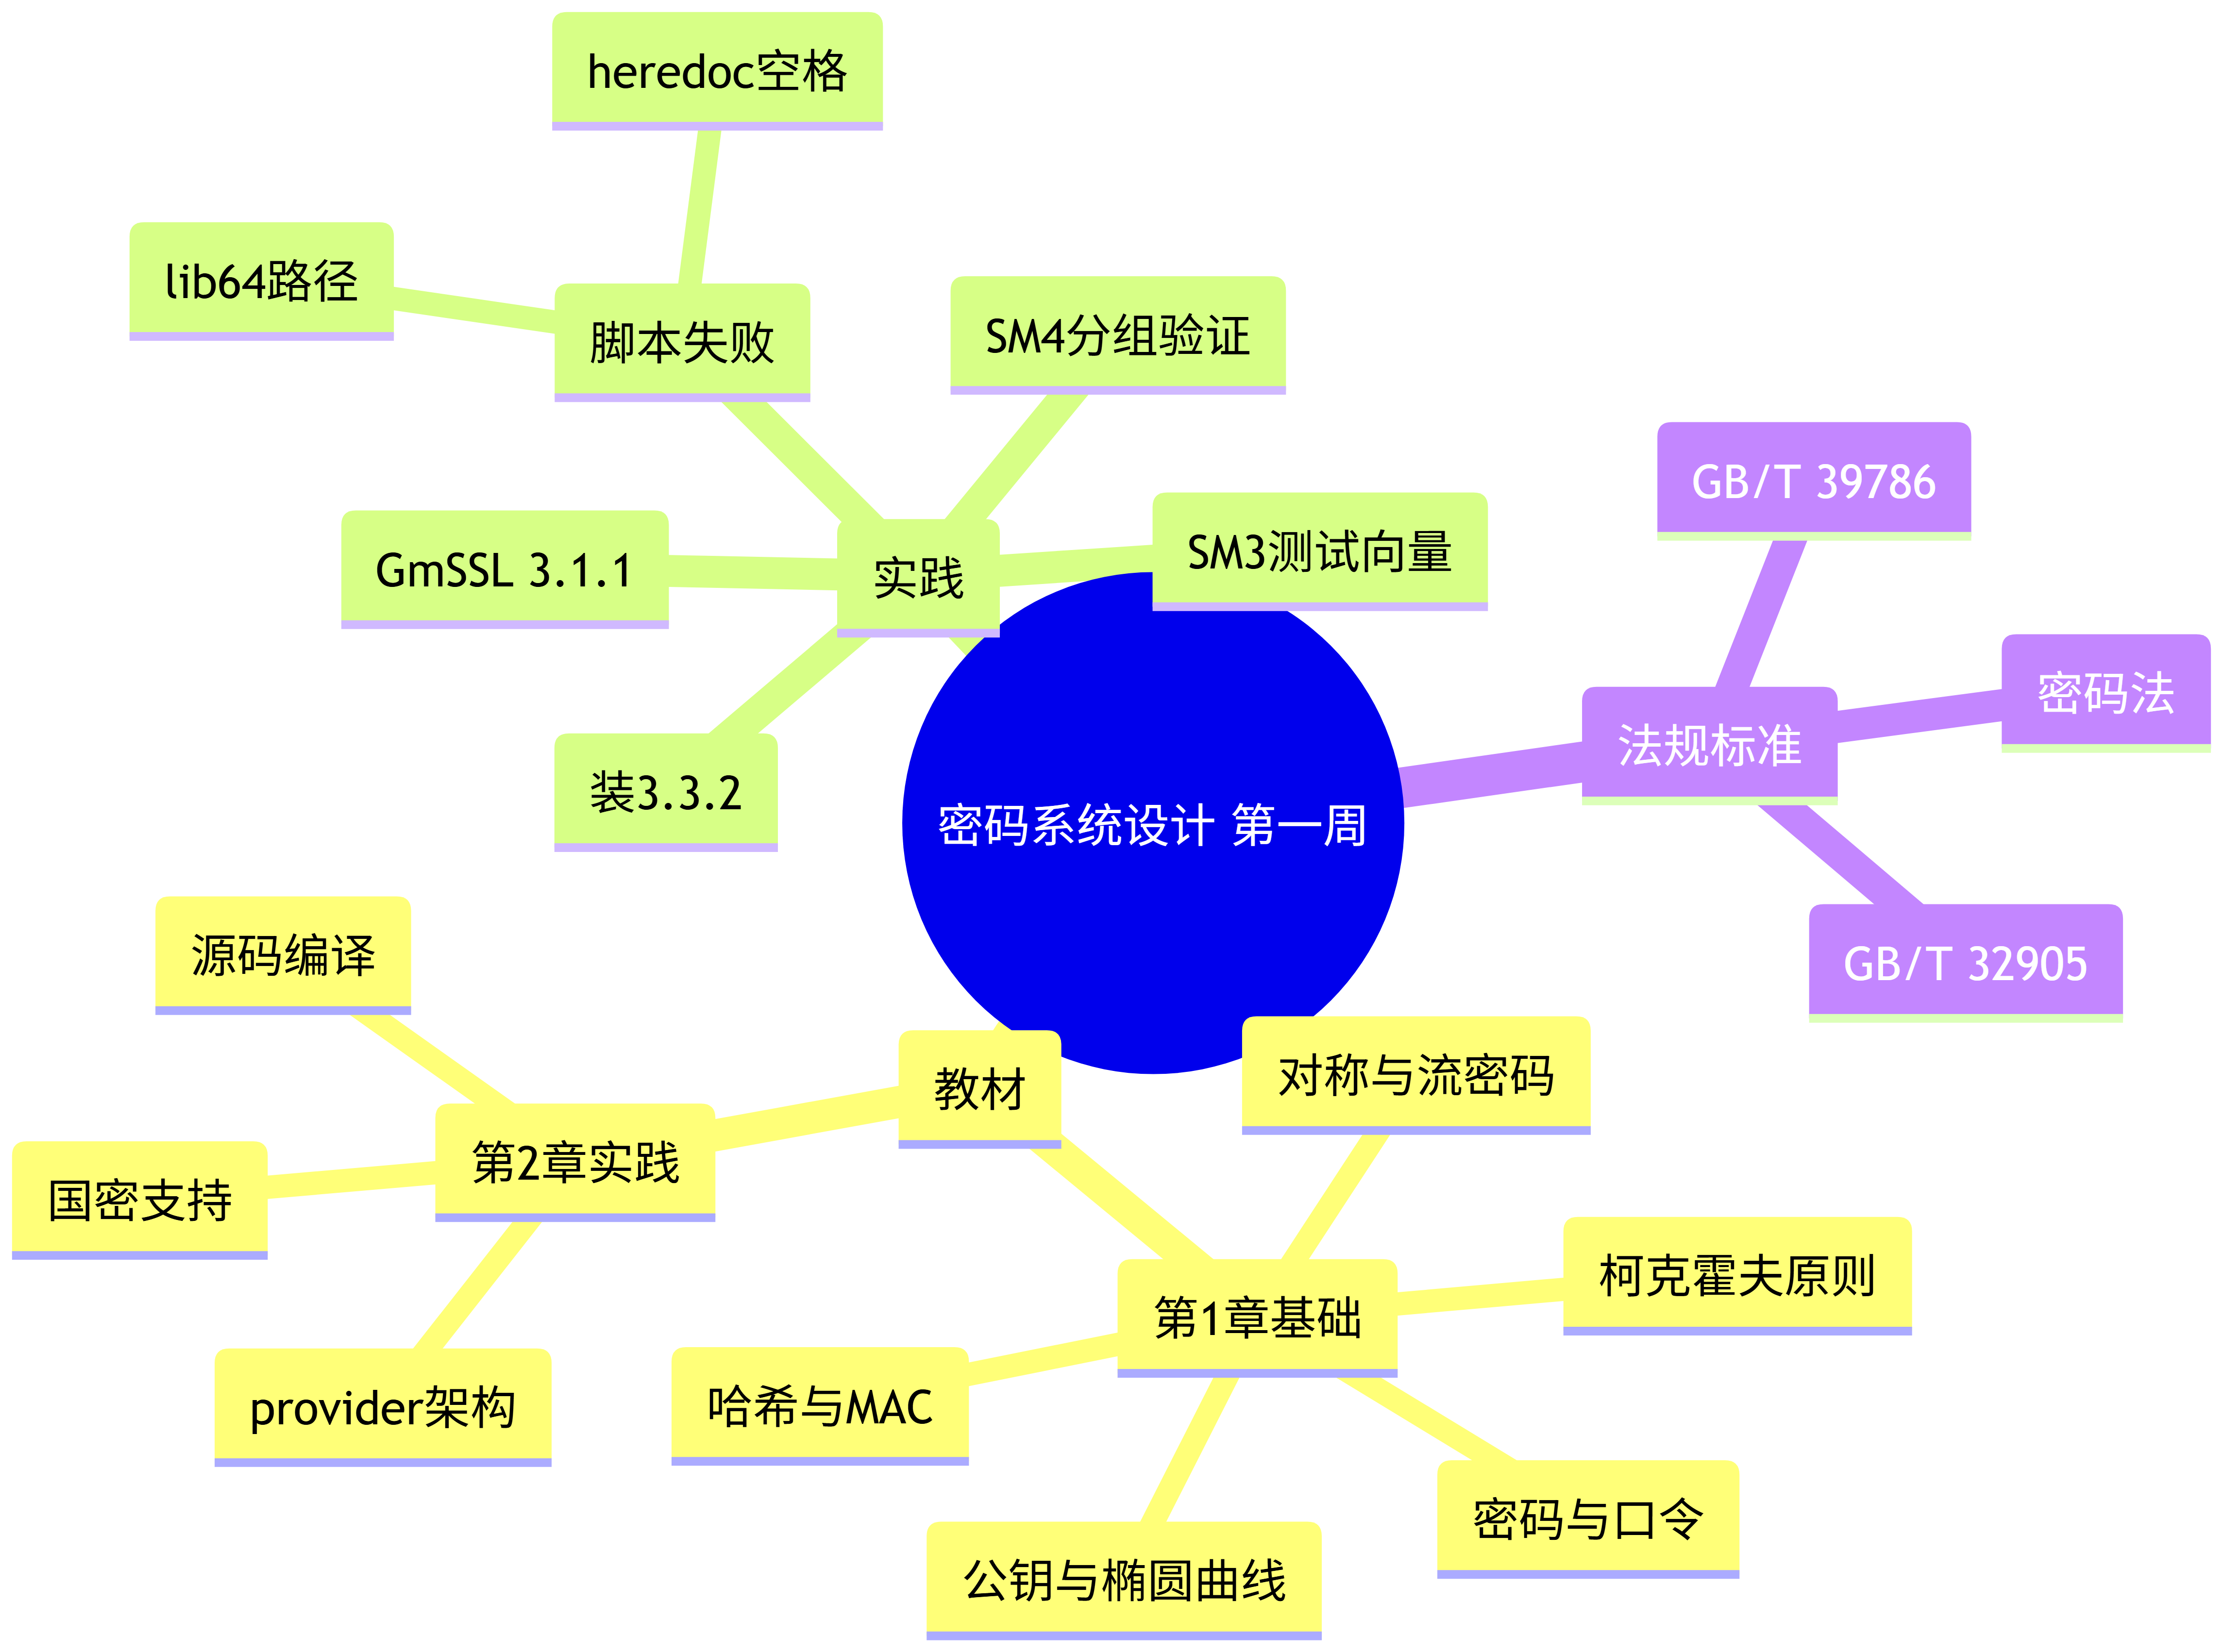 heredoc空格
lib64路径
脚本失败
SM4分组验证
GmSSL 3.1.1
实践
SM3测试向量
装3.3.2
GB/T 39786
密码法
法规标准
GB/T 32905
密码系统设计 第一周
源码编译
教材
对称与流密码
第2章实践
国密支持
provider架构
第1章基础
柯克霍夫原则
哈希与MAC
密码与口令
公钥与椭圆曲线